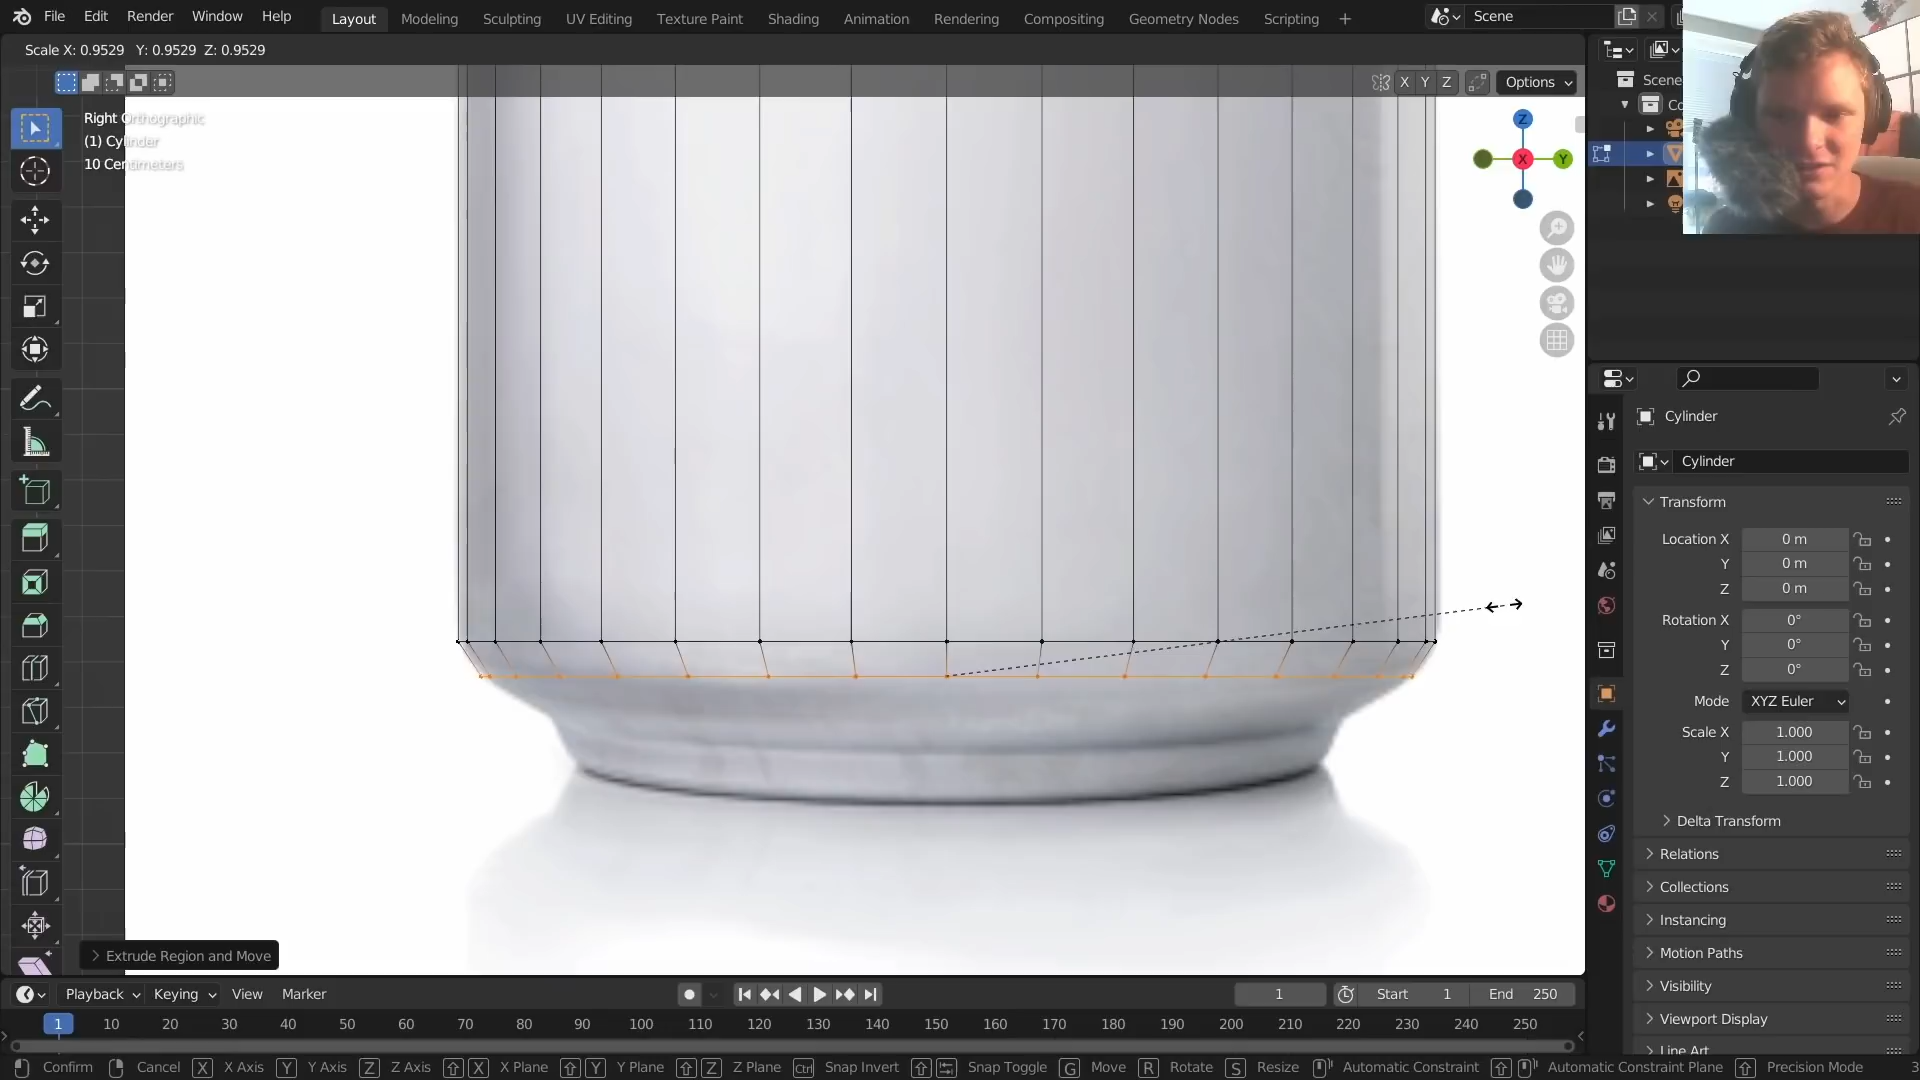 File Edit Render Window Help
Layout Modeling Sculpting UV Editing Texture Paint Shading Animation Rendering Compositing Geometry Nodes Scripting +
Scene
Scale X: 0.9529 Y: 0.9529 Z: 0.9529
X Y Z Options
Right Orthographic
(1) Cylinder
10 Centimeters
Z
X
Y
Scene
Co
Cylinder
Cylinder
Transform
Location X 0 m
Y 0 m
Z 0 m
Rotation X 0°
Y 0°
Z 0°
Mode XYZ Euler
Scale X 1.000
Y 1.000
Z 1.000
Delta Transform
Relations
Collections
Instancing
Motion Paths
Visibility
Viewport Display
Line Art
Extrude Region and Move
Playback Keying View Marker
1 Start 1 End 250
1 10 20 30 40 50 60 70 80 90 100 110 120 130 140 150 160 170 180 190 200 210 220 230 240 250
Confirm Cancel X X Axis Y Y Axis Z Z Axis X X Plane Y Y Plane Z Z Plane Ctrl Snap Invert Snap Toggle G Move R Rotate S Resize Automatic Constraint Automatic Constraint Plane Precision Mode 3